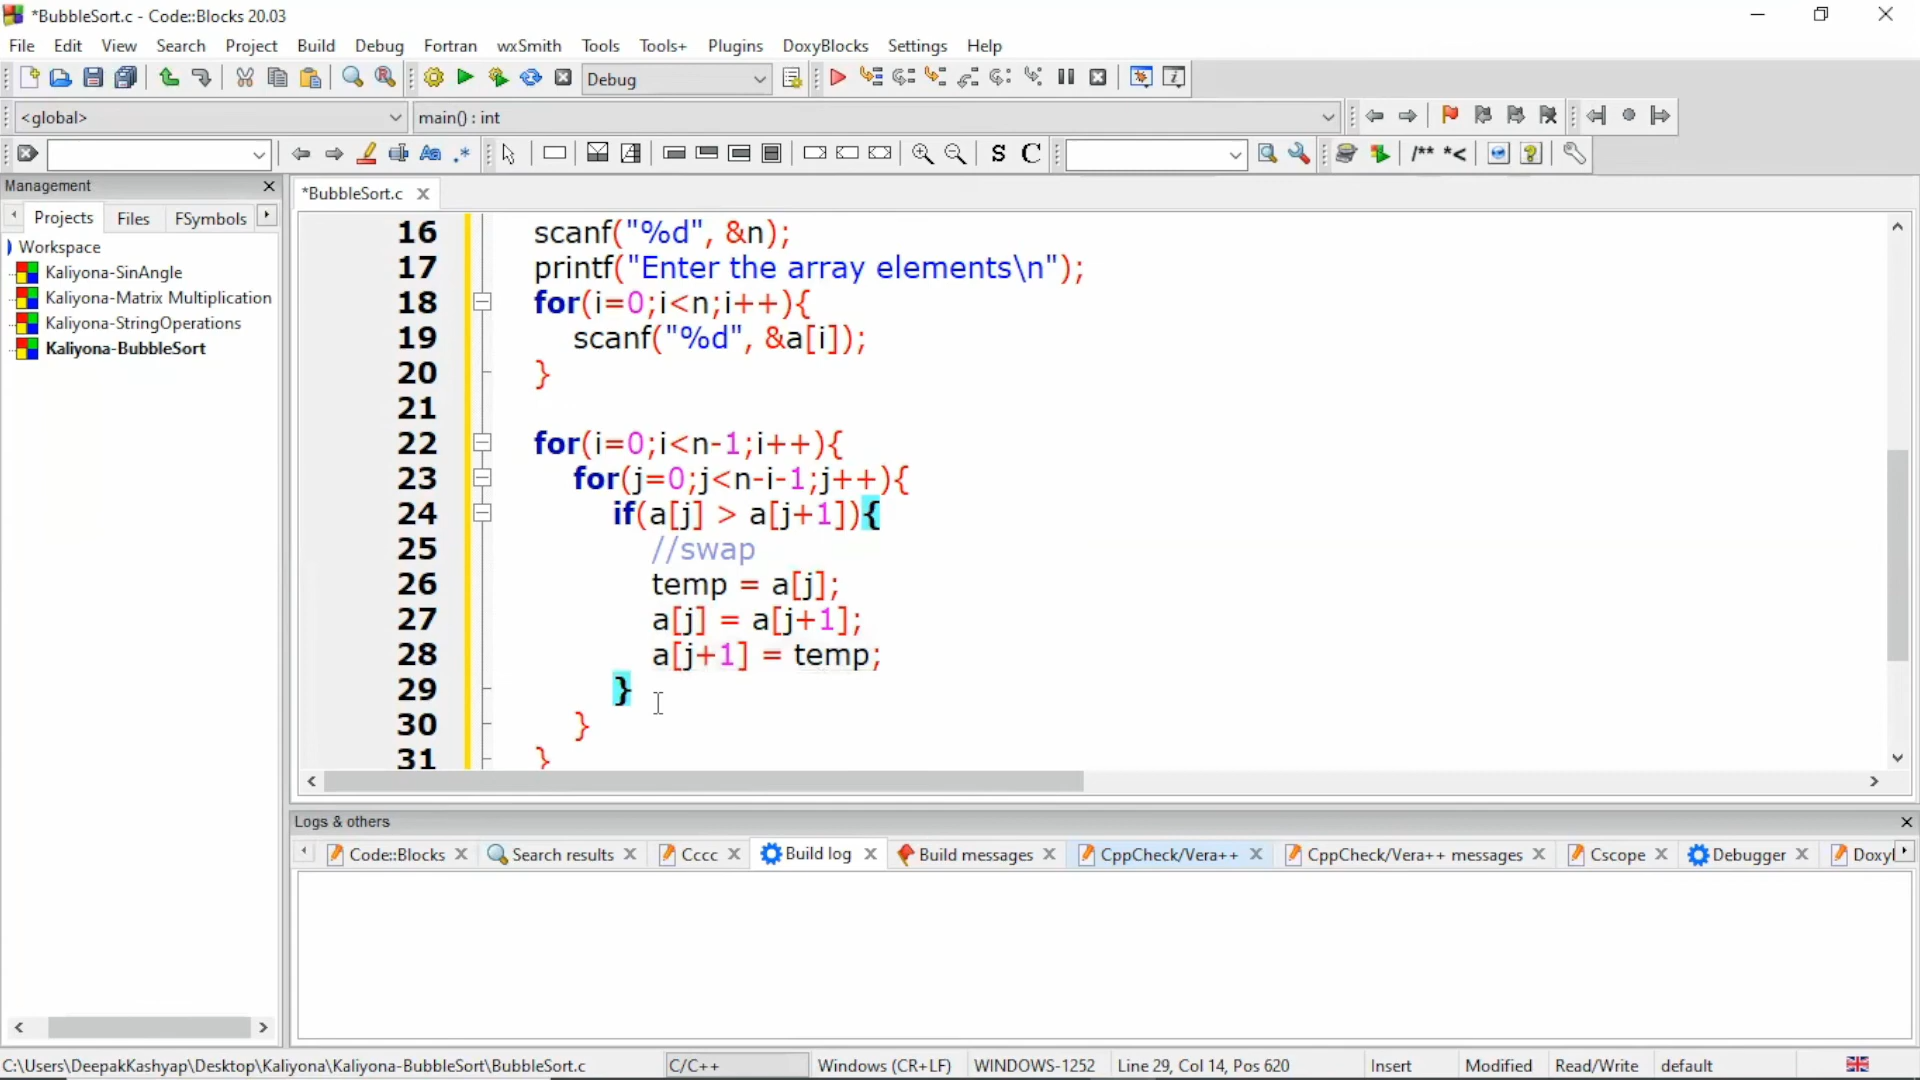 *BubbleSort.c - Code::Blocks 20.03
File Edit View Search Project Build Debug Fortran wxSmith Tools Tools+ Plugins DoxyBlocks Settings Help
Debug
<global> main() : int
S C /** *<
Management
*BubbleSort.c
Projects Files FSymbols
Workspace
Kaliyona-SinAngle
Kaliyona-Matrix Multiplication
Kaliyona-StringOperations
Kaliyona-BubbleSort
16 scanf("%d", &n);
17 printf("Enter the array elements\n");
18 for(i=0;i<n;i++){
19 scanf("%d", &a[i]);
20 }
21
22 for(i=0;i<n-1;i++){
23 for(j=0;j<n-i-1;j++){
24 if(a[j] > a[j+1]){
25 //swap
26 temp = a[j];
27 a[j] = a[j+1];
28 a[j+1] = temp;
29 }
30 }
31 }
Logs & others
Code::Blocks Search results Cccc Build log Build messages CppCheck/Vera++ CppCheck/Vera++ messages Cscope Debugger Doxyl
C:\Users\DeepakKashyap\Desktop\Kaliyona\Kaliyona-BubbleSort\BubbleSort.c C/C++ Windows (CR+LF) WINDOWS-1252 Line 29, Col 14, Pos 620 Insert Modified Read/Write default